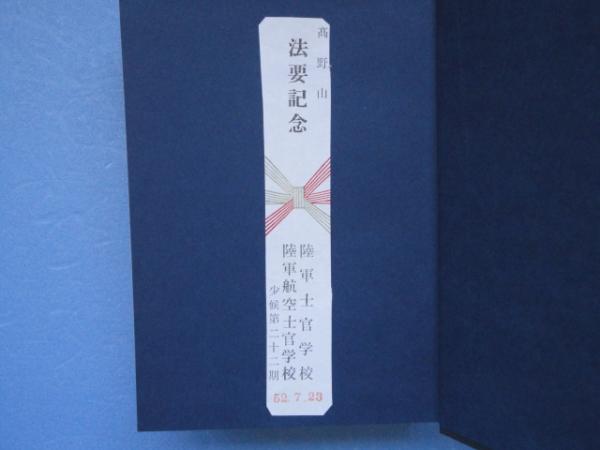 高野山
法要記念
陸軍士官学校
陸軍航空士官学校
少候第二十二期
52.7.23